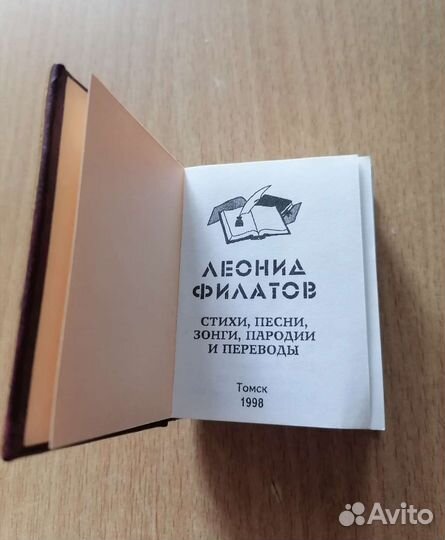 ЛЕОНИД
ФИЛАТОВ
СТИХИ, ПЕСНИ,
ЗОНГИ, ПАРОДИИ
И ПЕРЕВОДЫ
Томск
1998
Avito